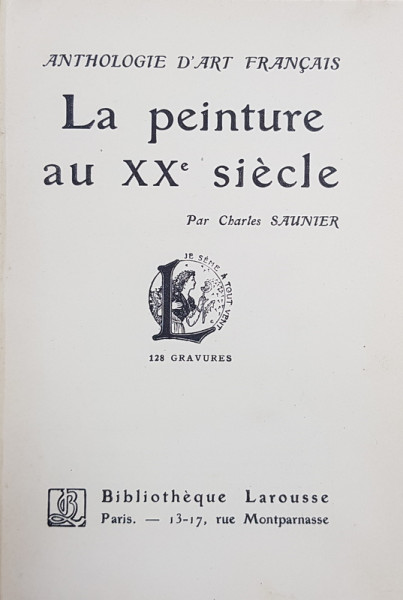 ANTHOLOGIE D'ART FRANÇAIS
La peinture
au XXe siècle
Par Charles SAUNIER
JE SÈME À TOUT VENT
L
128 GRAVURES
BL
Bibliothèque Larousse
Paris. — 13-17, rue Montparnasse